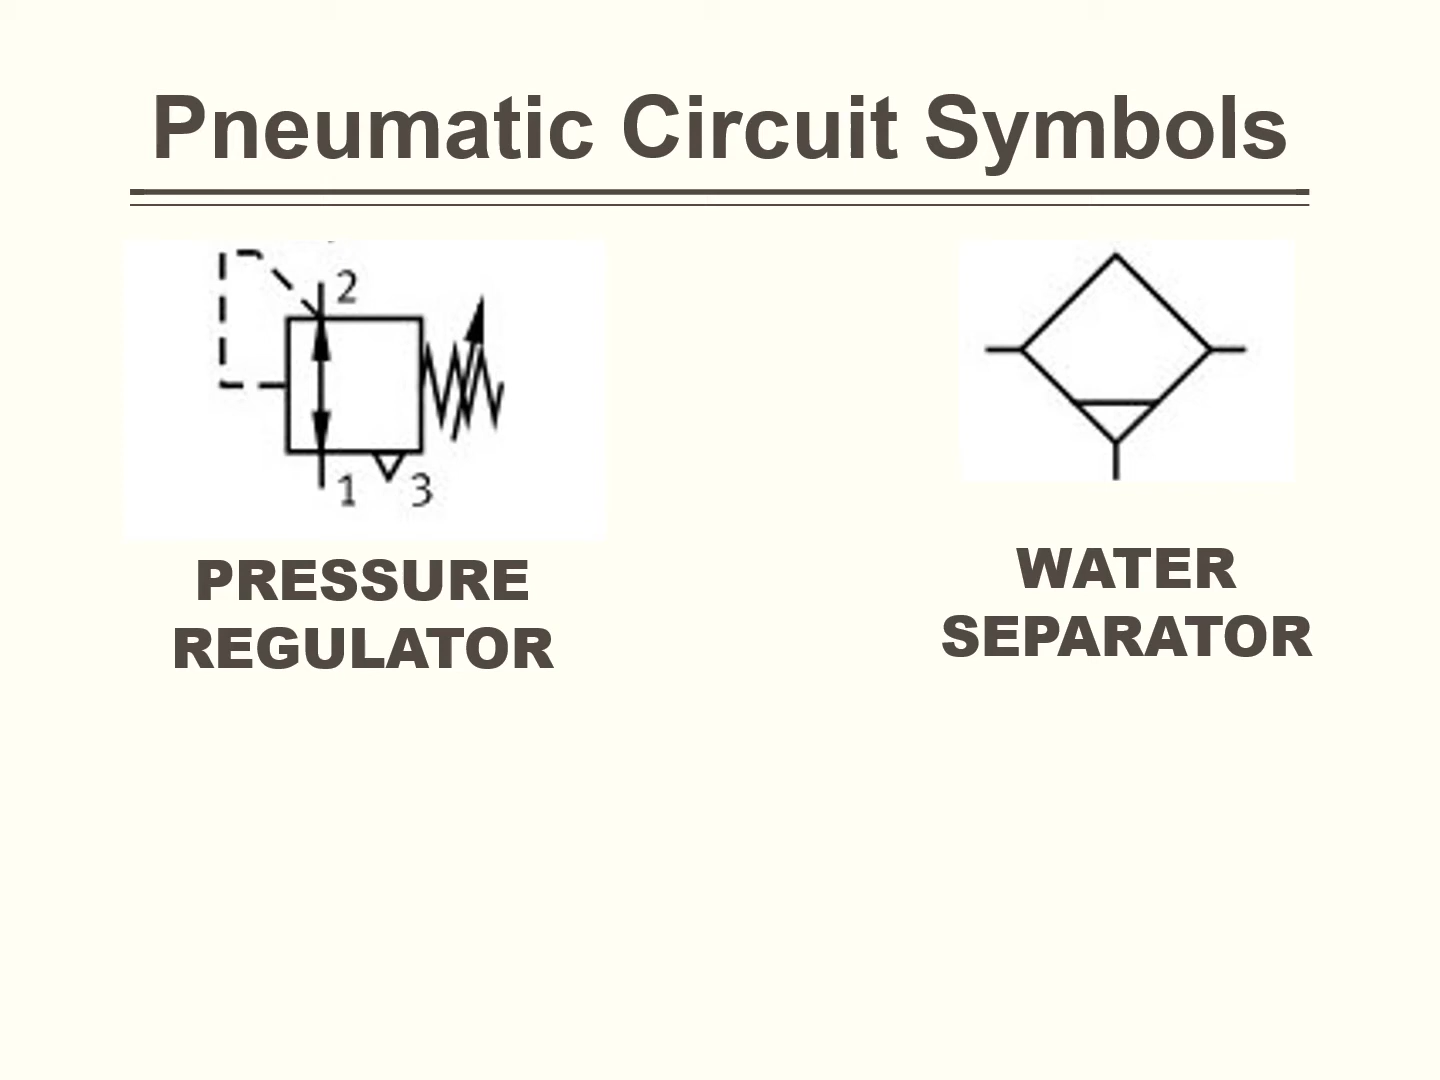 Pneumatic Circuit Symbols
2
1
3
PRESSURE
REGULATOR
WATER
SEPARATOR